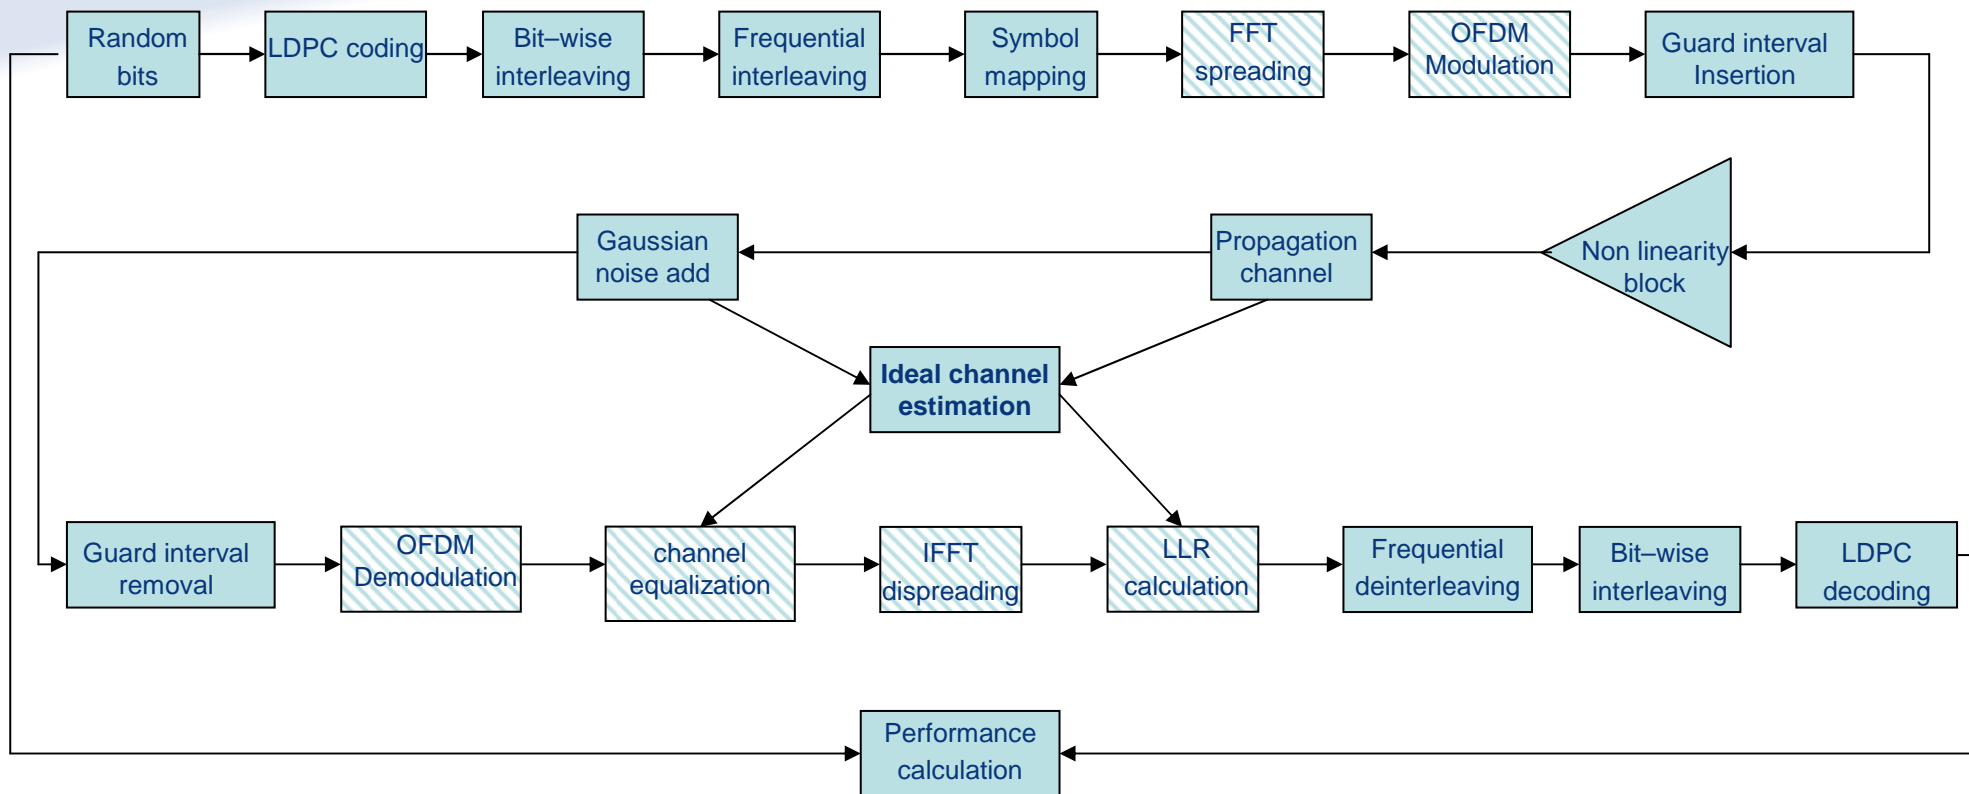 Random
bits
LDPC coding
Bit–wise
interleaving
Frequential
interleaving
Symbol
mapping
FFT
spreading
OFDM
Modulation
Guard interval
Insertion
Gaussian
noise add
Propagation
channel
Non linearity
block
Ideal channel
estimation
Guard interval
removal
OFDM
Demodulation
channel
equalization
IFFT
dispreading
LLR
calculation
Frequential
deinterleaving
Bit–wise
interleaving
LDPC
decoding
Performance
calculation